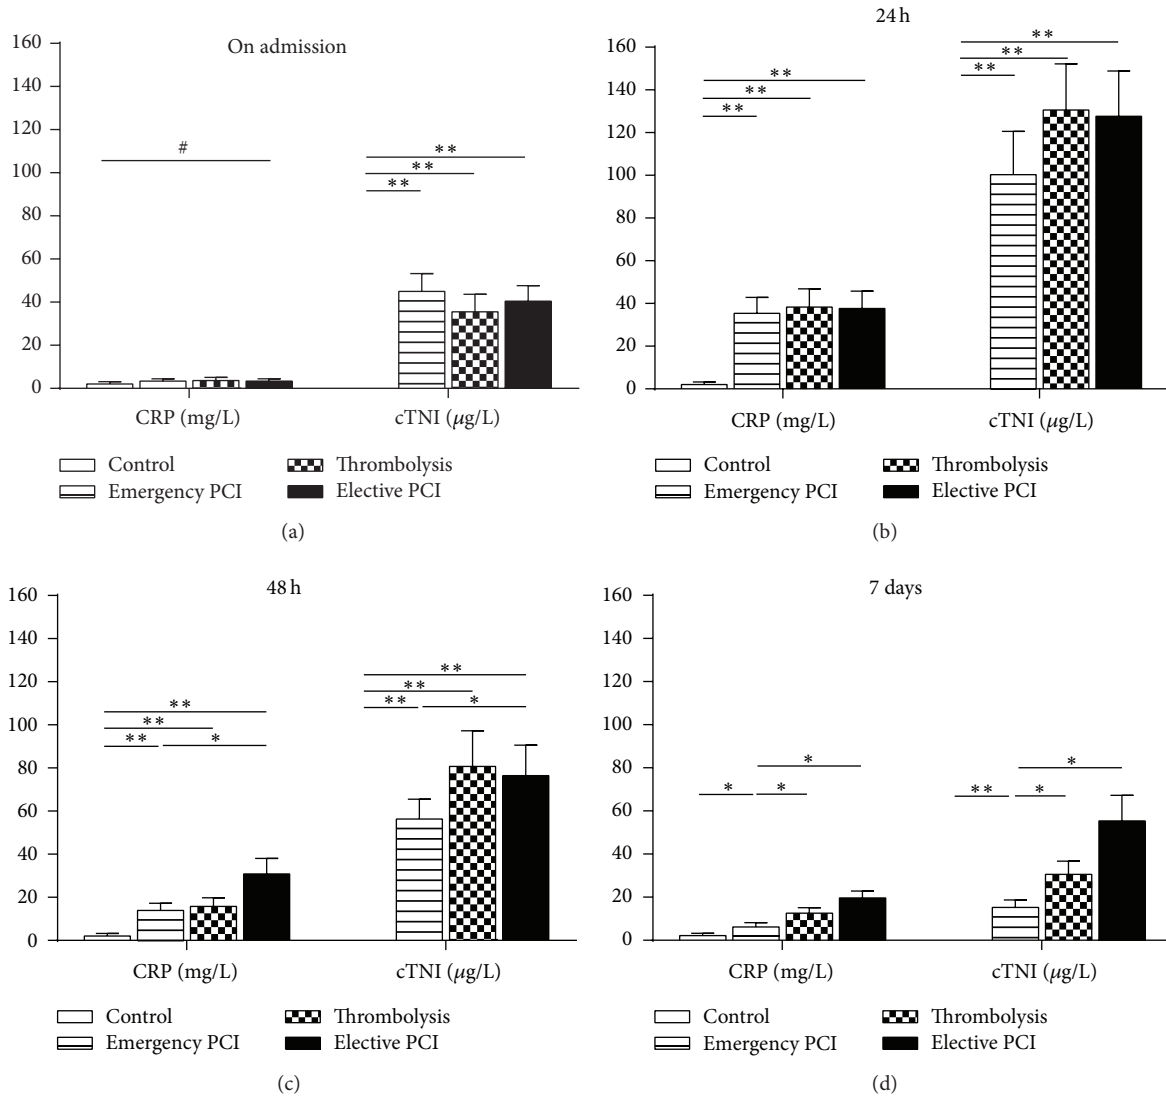 On admission
160
140
120
100
80
60
40
20
0
#
**
**
**
CRP (mg/L)
cTNI (μg/L)
Control
Thrombolysis
Emergency PCI
Elective PCI
(a)
24 h
160
140
120
100
80
60
40
20
0
**
**
**
**
**
**
CRP (mg/L)
cTNI (μg/L)
Control
Thrombolysis
Emergency PCI
Elective PCI
(b)
48 h
160
140
120
100
80
60
40
20
0
**
**
** *
**
**
** *
CRP (mg/L)
cTNI (μg/L)
Control
Thrombolysis
Emergency PCI
Elective PCI
(c)
7 days
160
140
120
100
80
60
40
20
0
*
* *
*
** *
CRP (mg/L)
cTNI (μg/L)
Control
Thrombolysis
Emergency PCI
Elective PCI
(d)